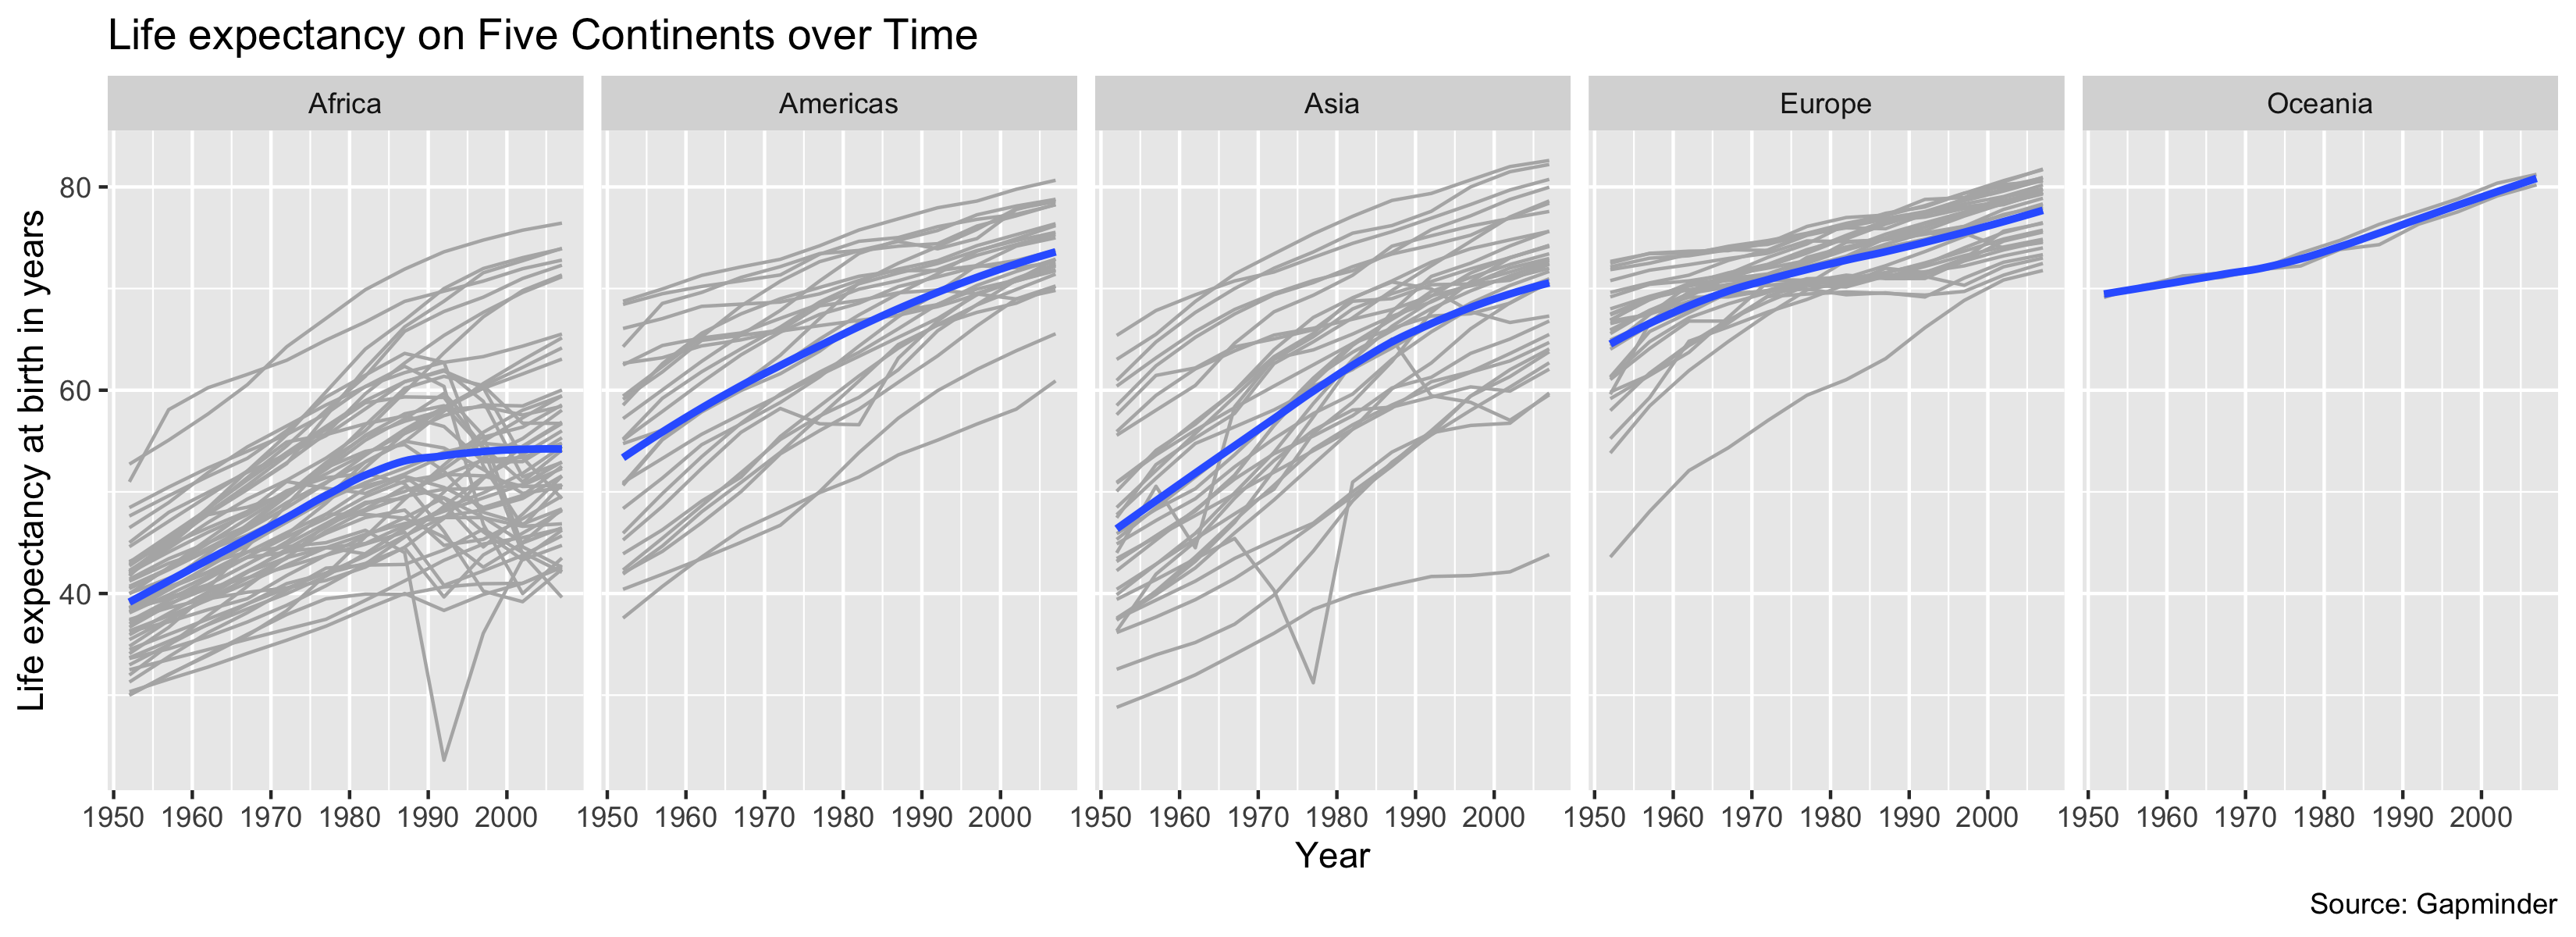 Life expectancy on Five Continents over Time
Africa Americas Asia Europe Oceania
Life expectancy at birth in years
80
60
40
1950 1960 1970 1980 1990 2000 1950 1960 1970 1980 1990 2000 1950 1960 1970 1980 1990 2000 1950 1960 1970 1980 1990 2000 1950 1960 1970 1980 1990 2000
Year
Source: Gapminder